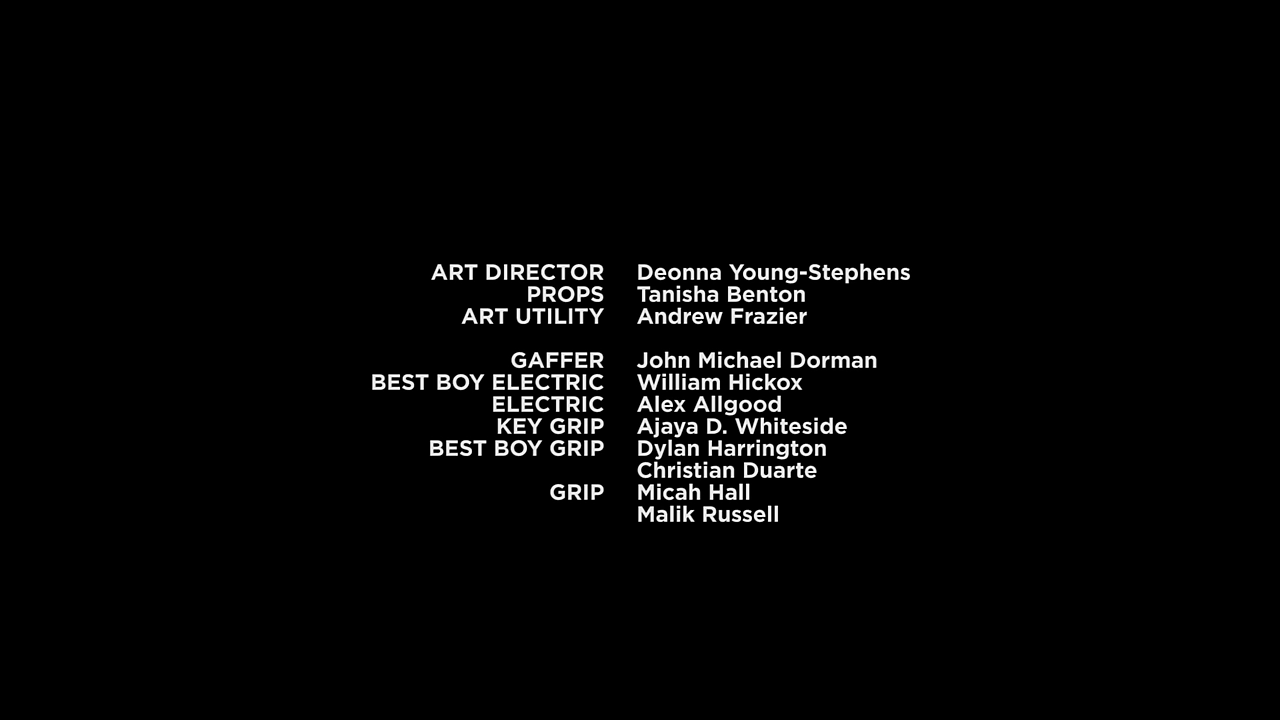 ART DIRECTOR Deonna Young-Stephens
PROPS Tanisha Benton
ART UTILITY Andrew Frazier
GAFFER John Michael Dorman
BEST BOY ELECTRIC William Hickox
ELECTRIC Alex Allgood
KEY GRIP Ajaya D. Whiteside
BEST BOY GRIP Dylan Harrington
Christian Duarte
GRIP Micah Hall
Malik Russell